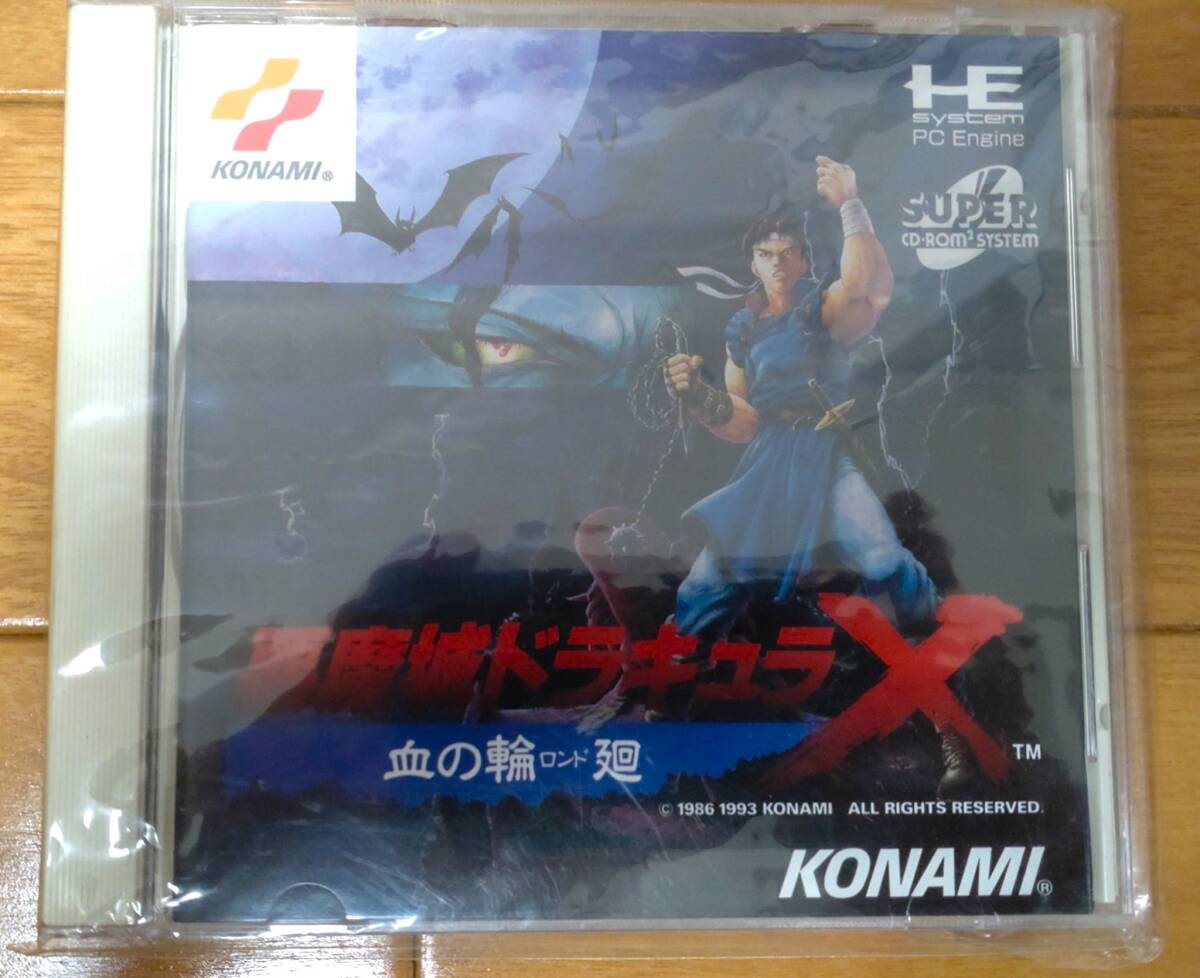 KONAMI®
HE
system
PC Engine
SUPER
CD-ROM² SYSTEM
悪魔城ドラキュラX
TM
血の輪ロンド廻
© 1986 1993 KONAMI ALL RIGHTS RESERVED.
KONAMI®